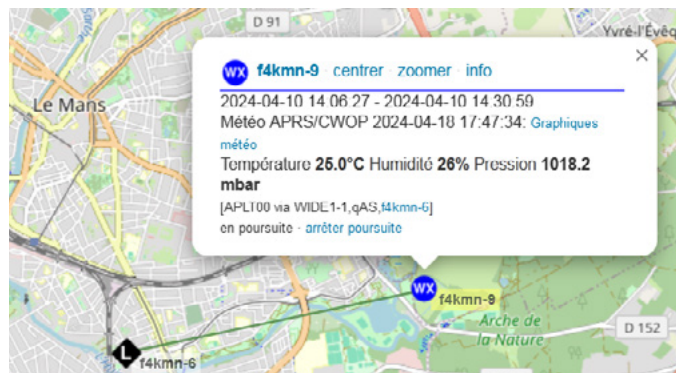 D 91
Yvré-l'Évêq
Le Mans
WX f4kmn-9 · centrer · zoomer · info
2024-04-10 14 06 27 - 2024-04-10 14:30:59
Météo APRS/CWOP 2024-04-18 17:47:34: Graphiques
météo
Température 25.0°C Humidité 26% Pression 1018.2
mbar
[APLT00 via WIDE1-1,qAS,f4kmn-6]
en poursuite · arrêter poursuite
WX f4kmn-9
Arche de
la Nature
D 152
L f4kmn-6